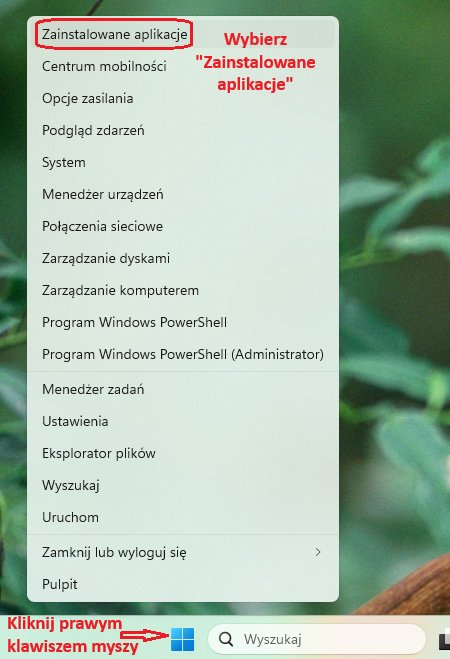 Zainstalowane aplikacje
Wybierz
"Zainstalowane
aplikacje"
Centrum mobilności
Opcje zasilania
Podgląd zdarzeń
System
Menedżer urządzeń
Połączenia sieciowe
Zarządzanie dyskami
Zarządzanie komputerem
Program Windows PowerShell
Program Windows PowerShell (Administrator)
Menedżer zadań
Ustawienia
Eksplorator plików
Wyszukaj
Uruchom
Zamknij lub wyloguj się
Pulpit
Kliknij prawym
klawiszem myszy
Wyszukaj